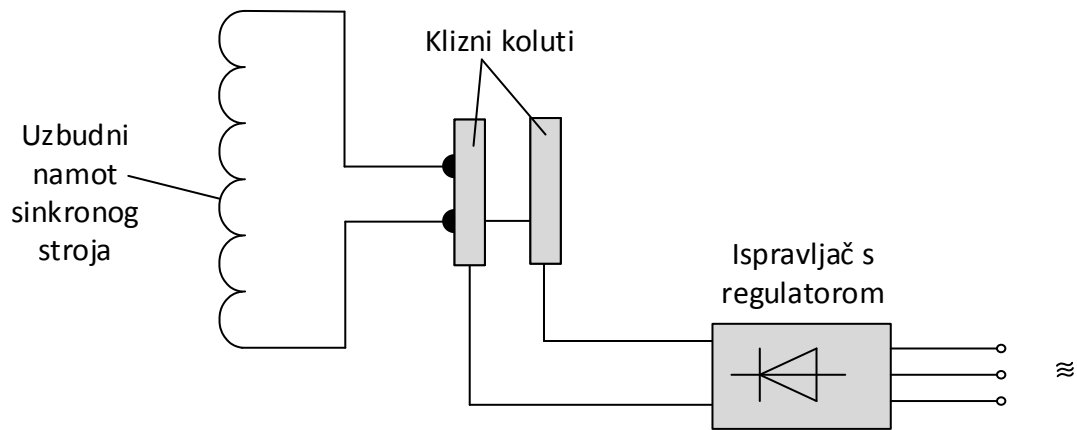 Klizni koluti
Uzbudni
namot
sinkronog
stroja
Ispravljač s
regulatorom
≋